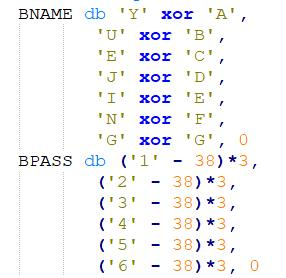 BNAME db 'Y' xor 'A',
'U' xor 'B',
'E' xor 'C',
'J' xor 'D',
'I' xor 'E',
'N' xor 'F',
'G' xor 'G', 0
BPASS db ('1' - 38)*3,
('2' - 38)*3,
('3' - 38)*3,
('4' - 38)*3,
('5' - 38)*3,
('6' - 38)*3, 0